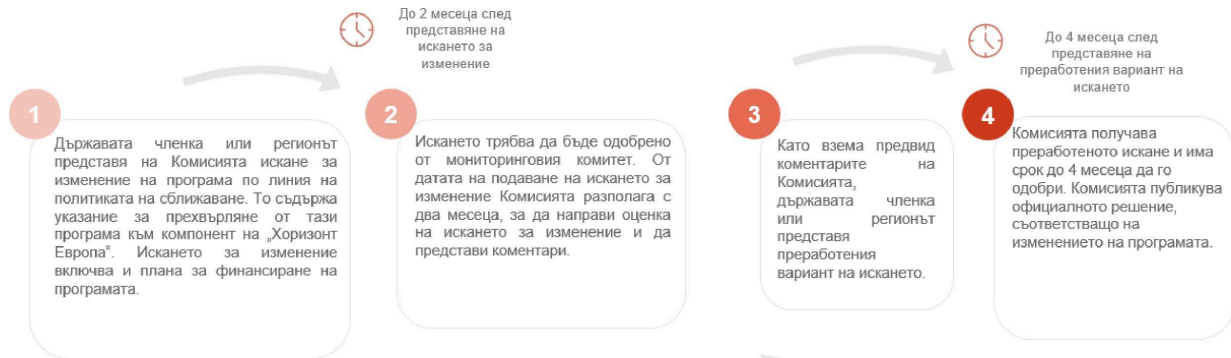 До 2 месеца след
представяне на
искането за
изменение
До 4 месеца след
представяне на
преработения вариант на
искането
1
Държавата членка или регионът
представя на Комисията искане за
изменение на програма по линия на
политиката на сближаване. То съдържа
указание за прехвърляне от тази
програма към компонент на „Хоризонт
Европа“. Искането за изменение
включва и плана за финансиране на
програмата.
2
Искането трябва да бъде одобрено
от мониторинговия комитет. От
датата на подаване на искането за
изменение Комисията разполага с
два месеца, за да направи оценка
на искането за изменение и да
представи коментари.
3
Като взема предвид
коментарите на
Комисията,
държавата членка
или регионът
представя
преработения
вариант на искането.
4
Комисията получава
преработеното искане и има
срок до 4 месеца да го
одобри. Комисията публикува
официалното решение,
съответстващо на
изменението на програмата.